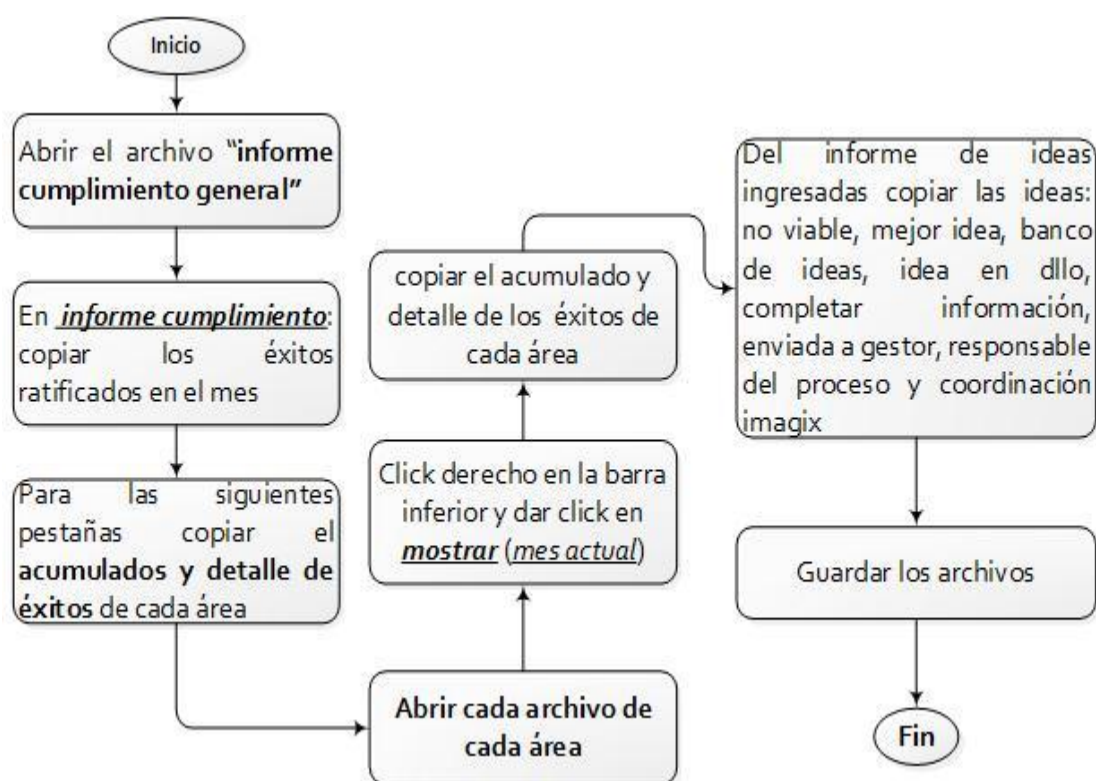 Inicio
Abrir el archivo “informe
cumplimiento general”
En informe cumplimiento:
copiar los éxitos
ratificados en el mes
Para las siguientes
pestañas copiar el
acumulados y detalle de
éxitos de cada área
Abrir cada archivo de
cada área
Click derecho en la barra
inferior y dar click en
mostrar (mes actual)
copiar el acumulado y
detalle de los éxitos de
cada área
Del informe de ideas
ingresadas copiar las ideas:
no viable, mejor idea, banco
de ideas, idea en dllo,
completar información,
enviada a gestor, responsable
del proceso y coordinación
imagix
Guardar los archivos
Fin